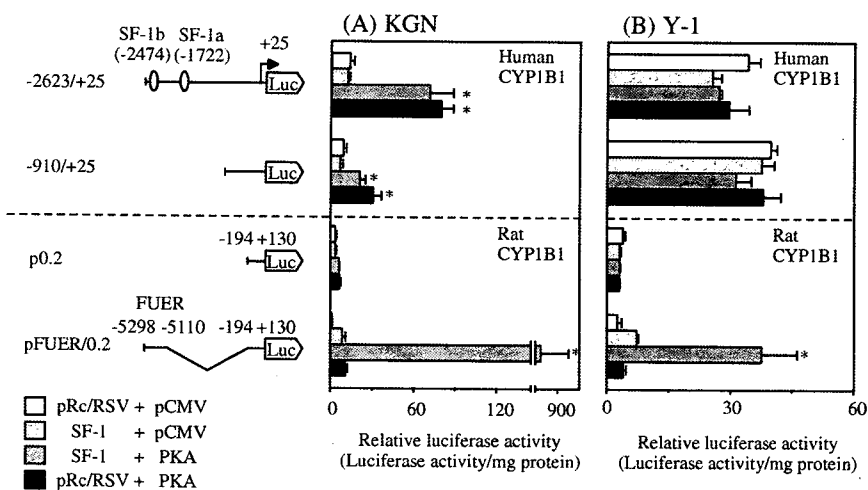 (A) KGN
(B) Y-1
SF-1b SF-1a
(-2474) (-1722)
+25
-2623/+25
Luc
Human
CYP1B1
Human
CYP1B1
*
*
-910/+25
Luc
*
*
Rat
CYP1B1
Rat
CYP1B1
-194 +130
p0.2
Luc
FUER
-5298 -5110 -194 +130
pFUER/0.2
Luc
*
*
0 60 120 900
0 30 60
pRc/RSV + pCMV
SF-1 + pCMV
SF-1 + PKA
pRc/RSV + PKA
Relative luciferase activity
(Luciferase activity/mg protein)
Relative luciferase activity
(Luciferase activity/mg protein)